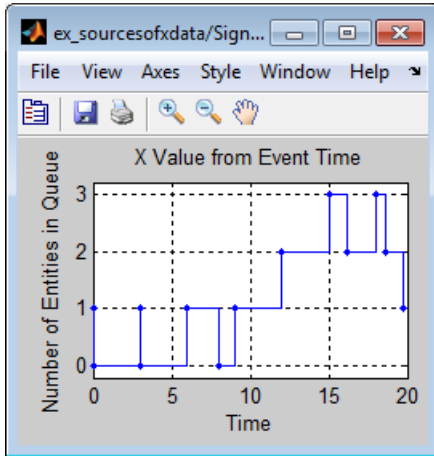 ex_sourcesofxdata/Sign...
File View Axes Style Window Help
X Value from Event Time
Number of Entities in Queue
3
2
1
0
0 5 10 15 20
Time